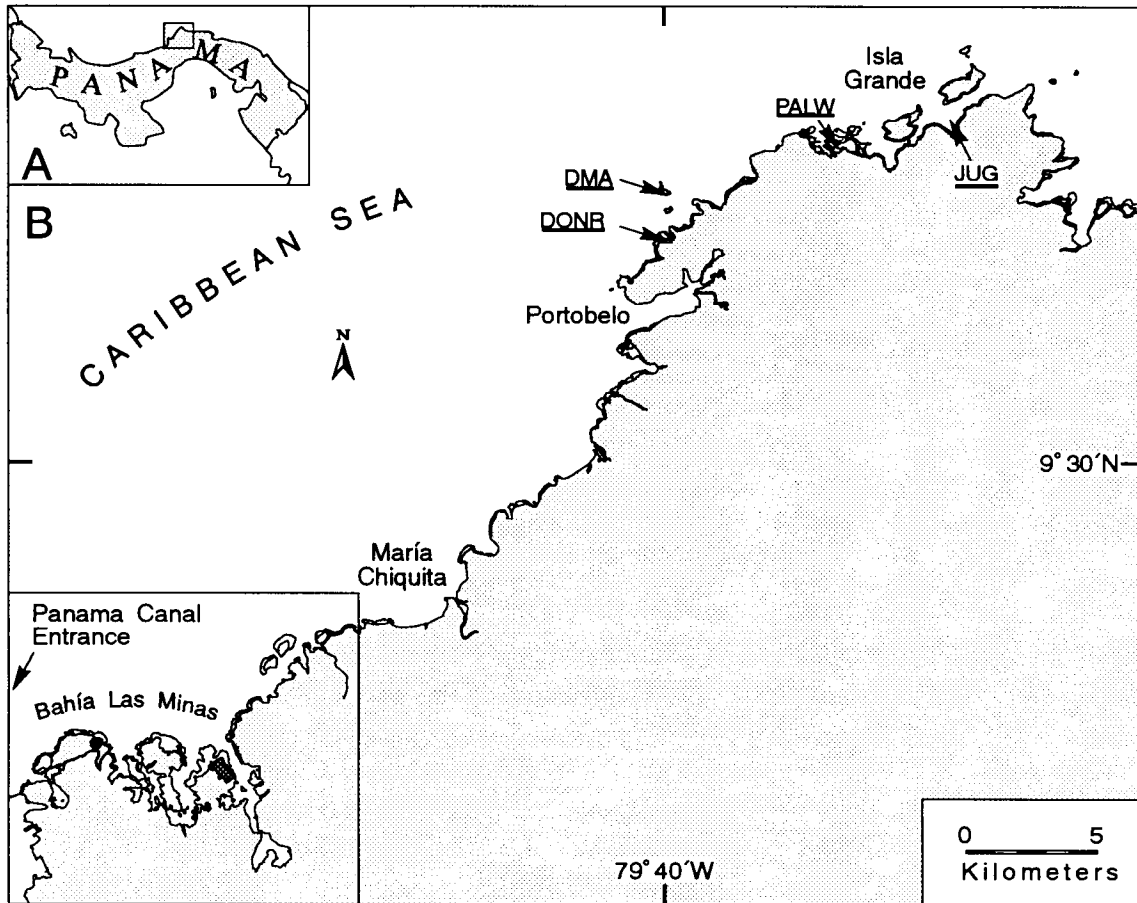 PANAMA
A
B
CARIBBEAN SEA
N
Isla
Grande
PALW
JUG
DMA
DONR
Portobelo
9°30′N
María
Chiquita
Panama Canal
Entrance
Bahía Las Minas
79°40′W
0 5
Kilometers